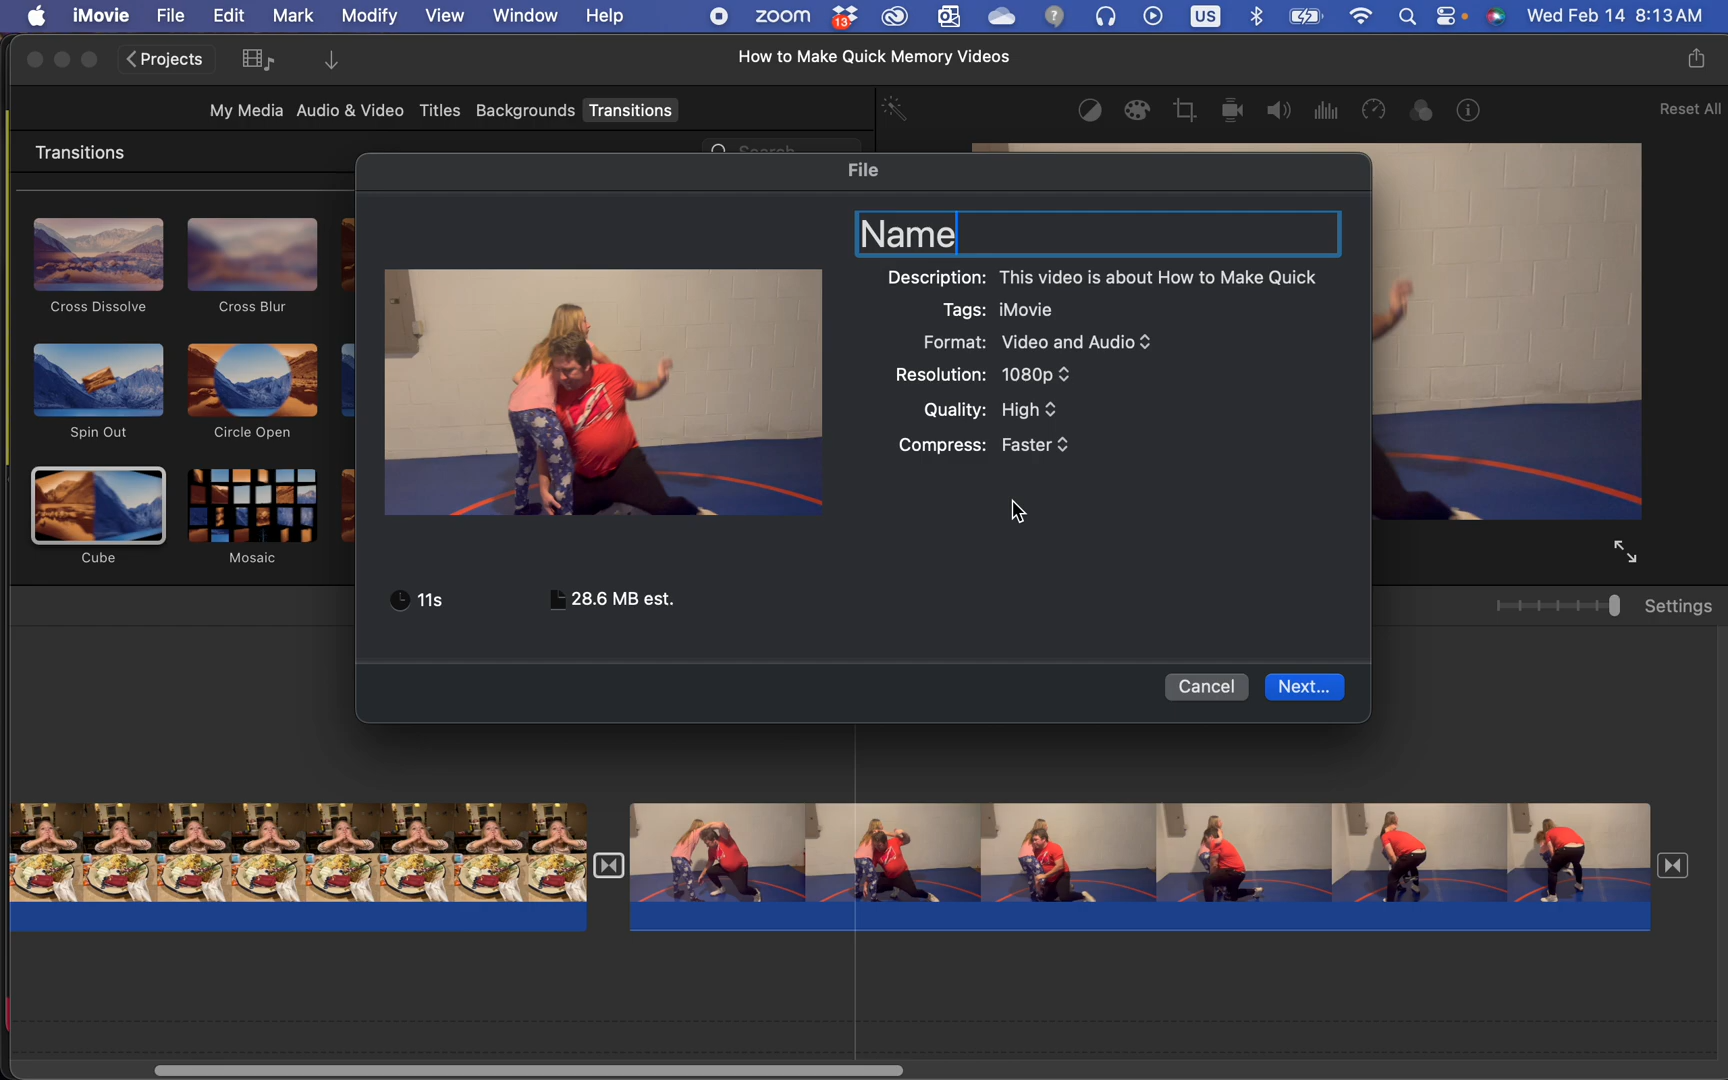 iMovie File Edit Mark Modify View Window Help zoom 13 US Wed Feb 14 8:13 AM
Projects How to Make Quick Memory Videos
My Media Audio & Video Titles Backgrounds Transitions Reset All
Transitions Search
File
Name
Description: This video is about How to Make Quick
Tags: iMovie
Format: Video and Audio
Resolution: 1080p
Quality: High
Compress: Faster
Cross Dissolve Cross Blur
Spin Out Circle Open
Cube Mosaic
11s 28.6 MB est.
Settings
Cancel Next...